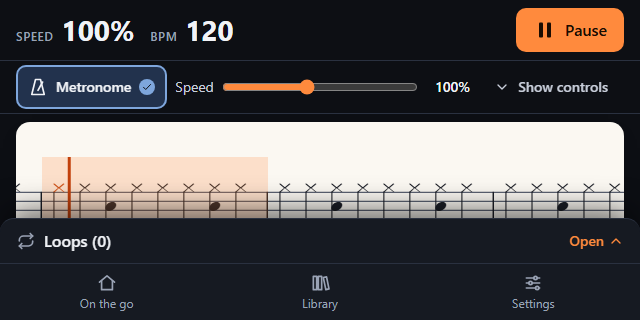 SPEED 100% BPM 120 Pause
Metronome Speed 100% Show controls
Loops (0) Open
On the go Library Settings